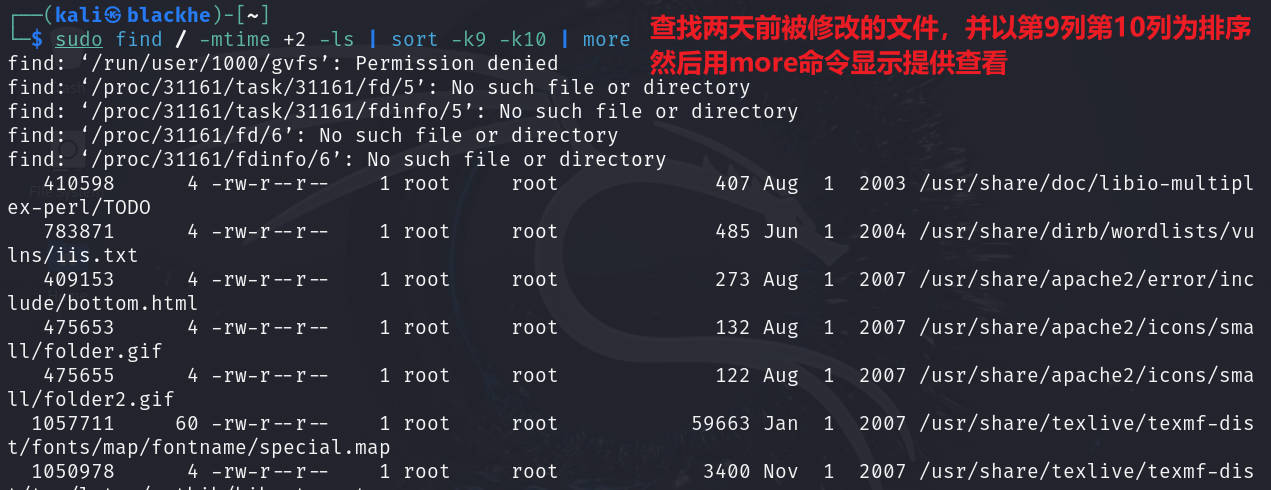 ┌──(kali㉿blackhe)-[~]
└─$ sudo find / -mtime +2 -ls | sort -k9 -k10 | more
查找两天前被修改的文件，并以第9列第10列为排序
然后用more命令显示提供查看
find: ‘/run/user/1000/gvfs’: Permission denied
find: ‘/proc/31161/task/31161/fd/5’: No such file or directory
find: ‘/proc/31161/task/31161/fdinfo/5’: No such file or directory
find: ‘/proc/31161/fd/6’: No such file or directory
find: ‘/proc/31161/fdinfo/6’: No such file or directory
410598 4 -rw-r--r-- 1 root root 407 Aug 1 2003 /usr/share/doc/libio-multipl
ex-perl/TODO
783871 4 -rw-r--r-- 1 root root 485 Jun 1 2004 /usr/share/dirb/wordlists/vu
lns/iis.txt
409153 4 -rw-r--r-- 1 root root 273 Aug 1 2007 /usr/share/apache2/error/inc
lude/bottom.html
475653 4 -rw-r--r-- 1 root root 132 Aug 1 2007 /usr/share/apache2/icons/sma
ll/folder.gif
475655 4 -rw-r--r-- 1 root root 122 Aug 1 2007 /usr/share/apache2/icons/sma
ll/folder2.gif
1057711 60 -rw-r--r-- 1 root root 59663 Jan 1 2007 /usr/share/texlive/texmf-dis
t/fonts/map/fontname/special.map
1050978 4 -rw-r--r-- 1 root root 3400 Nov 1 2007 /usr/share/texlive/texmf-dis